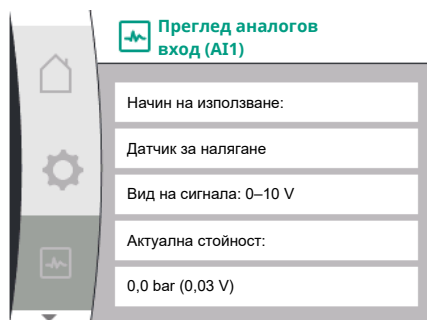 Преглед аналогов
вход (AI1)
Начин на използване:
Датчик за налягане
Вид на сигнала: 0–10 V
Актуална стойност:
0,0 bar (0,03 V)